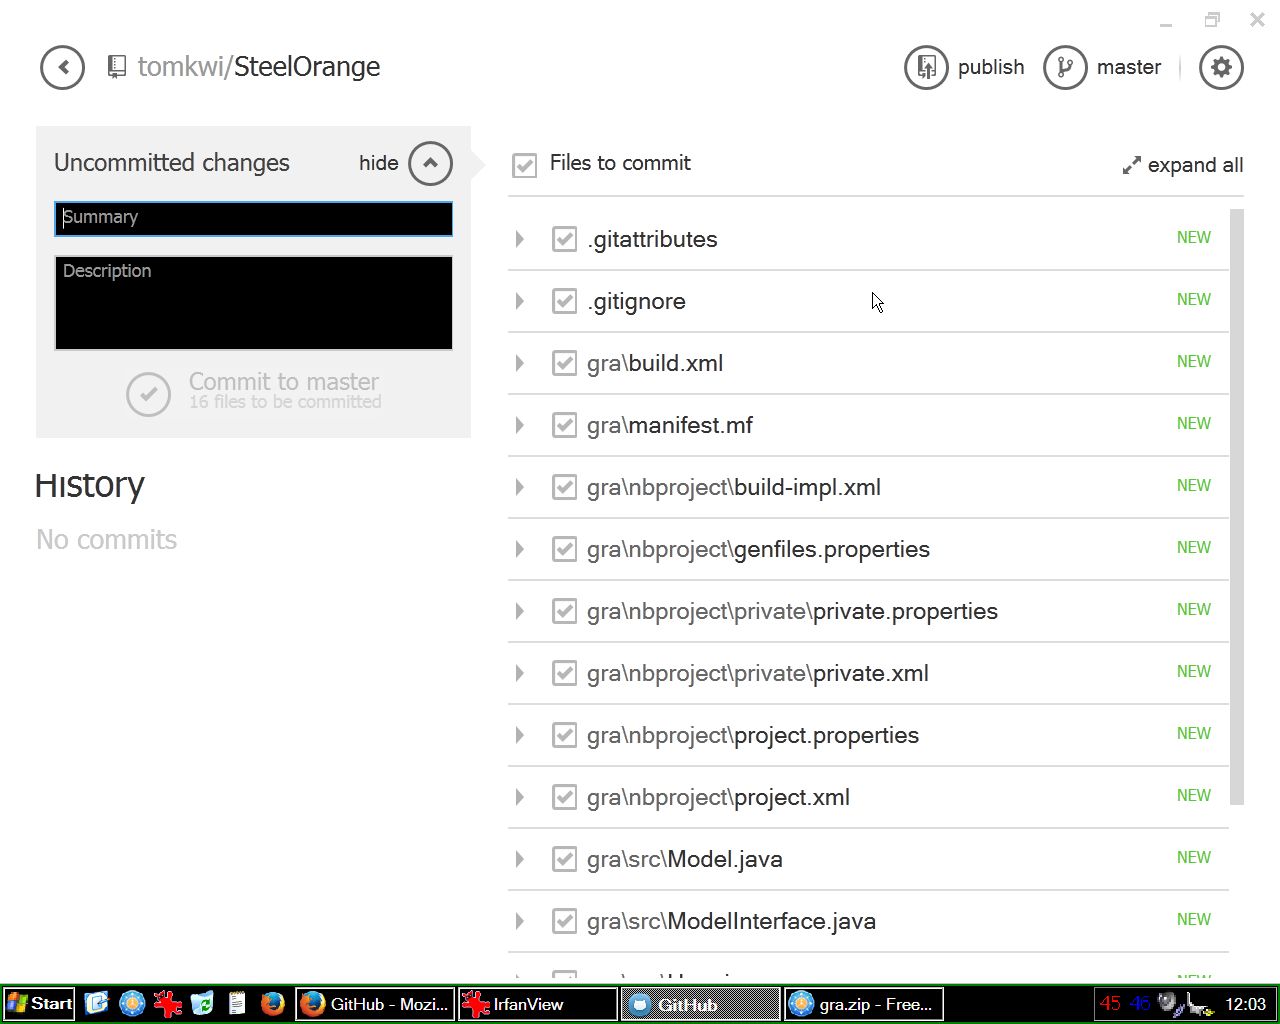 tomkwi/SteelOrange
publish
master
Uncommitted changes
hide
Summary
Description
Commit to master
16 files to be committed
History
No commits
Files to commit
expand all
.gitattributes NEW
.gitignore NEW
gra\build.xml NEW
gra\manifest.mf NEW
gra\nbproject\build-impl.xml NEW
gra\nbproject\genfiles.properties NEW
gra\nbproject\private\private.properties NEW
gra\nbproject\private\private.xml NEW
gra\nbproject\project.properties NEW
gra\nbproject\project.xml NEW
gra\src\Model.java NEW
gra\src\ModelInterface.java NEW
Start
GitHub - Mozi...
IrfanView
GitHub
gra.zip - Free...
45 46 12:03